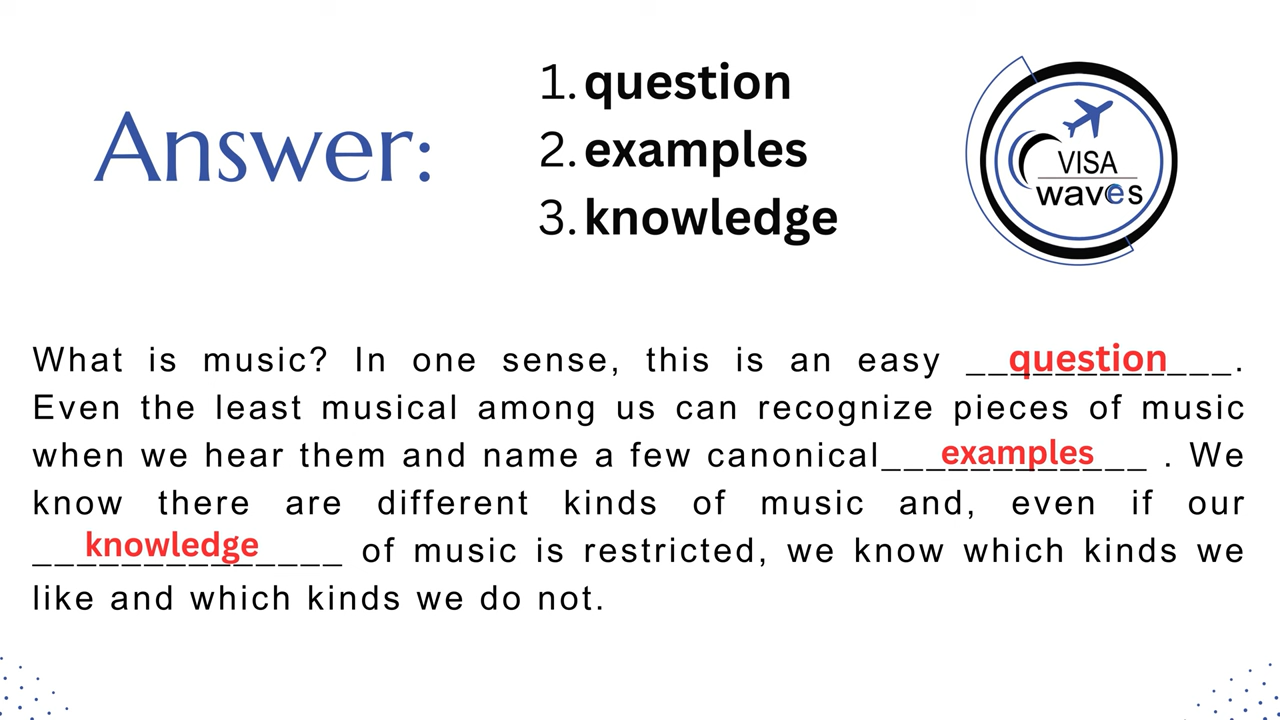 Answer:
1. question
2. examples
3. knowledge
VISA
waves
What is music? In one sense, this is an easy __question____________.
Even the least musical among us can recognize pieces of music
when we hear them and name a few canonical____examples____ . We
know there are different kinds of music and, even if our
____knowledge____ of music is restricted, we know which kinds we
like and which kinds we do not.